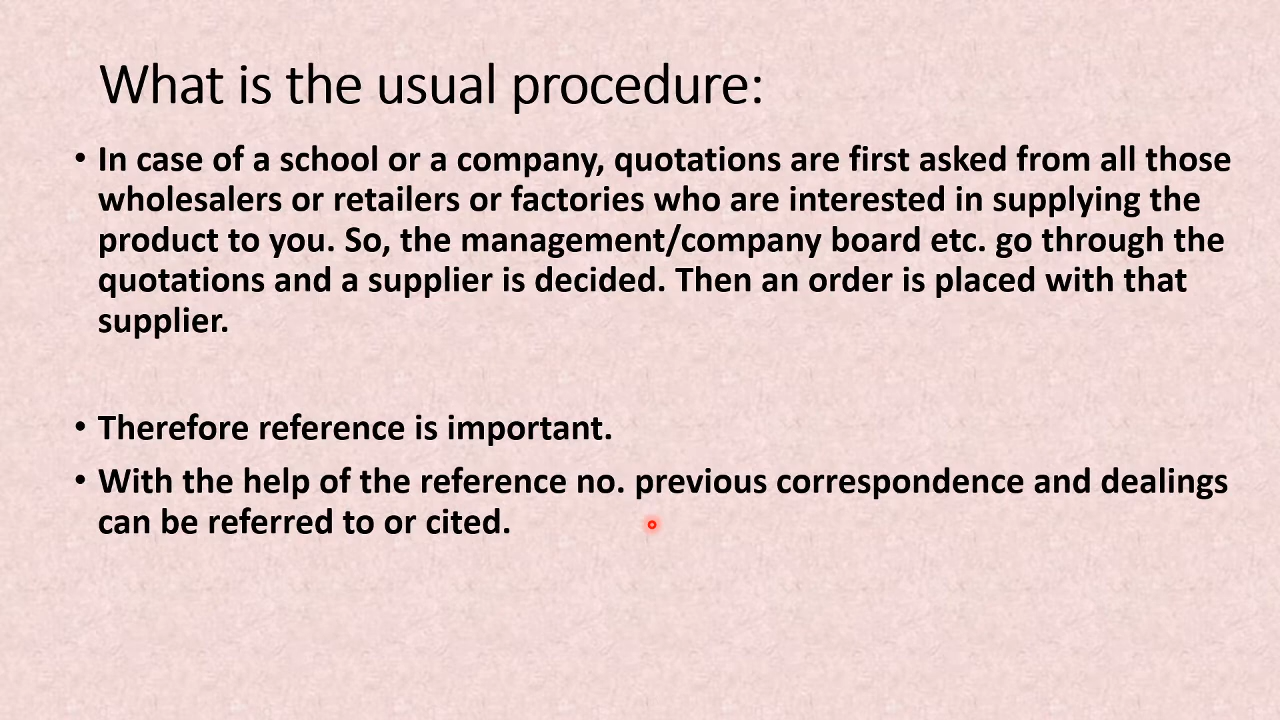 What is the usual procedure:
• In case of a school or a company, quotations are first asked from all those
wholesalers or retailers or factories who are interested in supplying the
product to you. So, the management/company board etc. go through the
quotations and a supplier is decided. Then an order is placed with that
supplier.
• Therefore reference is important.
• With the help of the reference no. previous correspondence and dealings
can be referred to or cited.